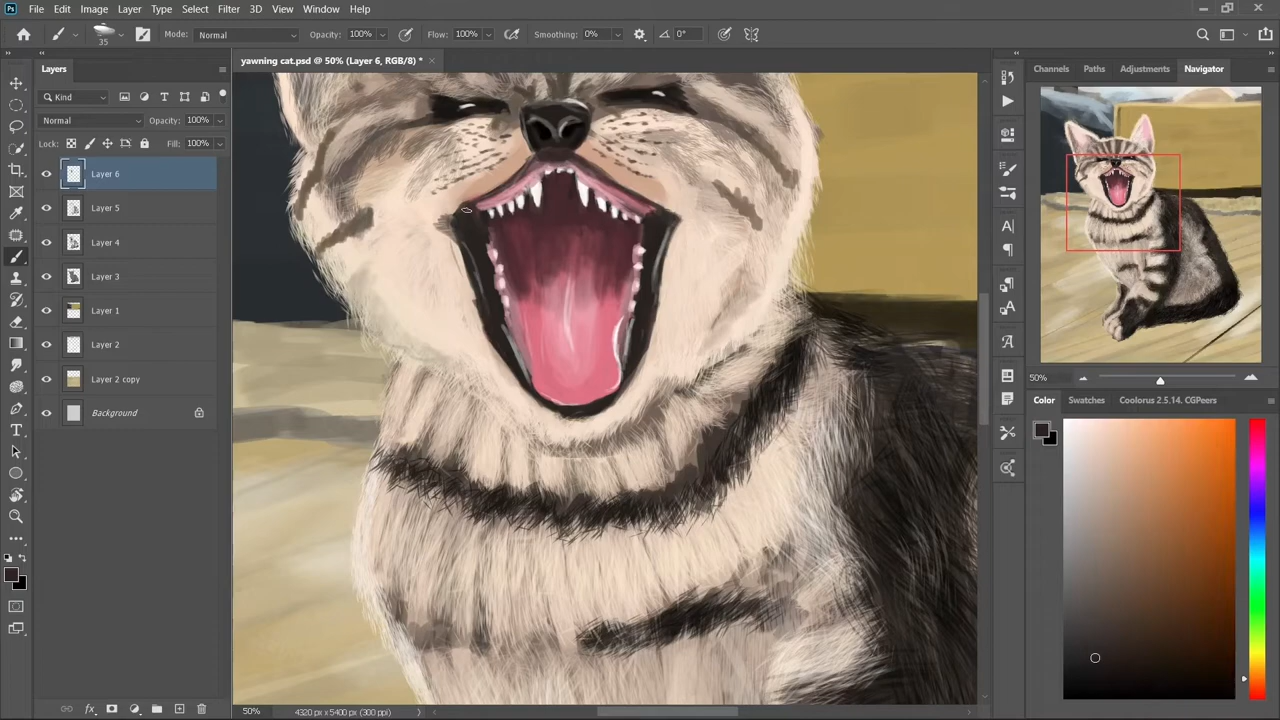 Ps File Edit Image Layer Type Select Filter 3D View Window Help
35 Mode: Normal Opacity: 100% Flow: 100% Smoothing: 0% 0°
yawning cat.psd @ 50% (Layer 6, RGB/8) *
Layers
Kind
Normal Opacity: 100%
Lock: Fill: 100%
Layer 6
Layer 5
Layer 4
Layer 3
Layer 1
Layer 2
Layer 2 copy
Background
50% 4320 px x 5400 px (300 ppi)
Channels Paths Adjustments Navigator
50%
Color Swatches Coolorus 2.5.14. CGPeers